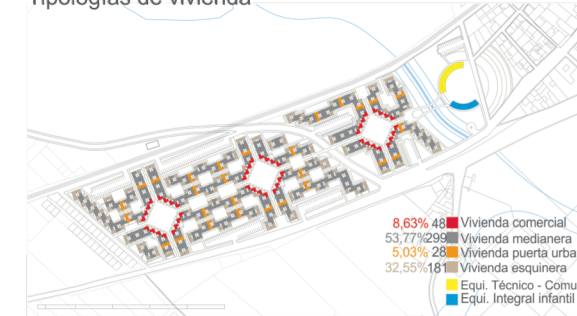 Tipologías de vivienda
8,63% 48 Vivienda comercial
53,77% 299 Vivienda medianera
5,03% 28 Vivienda puerta urba
32,55% 181 Vivienda esquinera
Equi. Técnico - Comu
Equi. Integral infantil